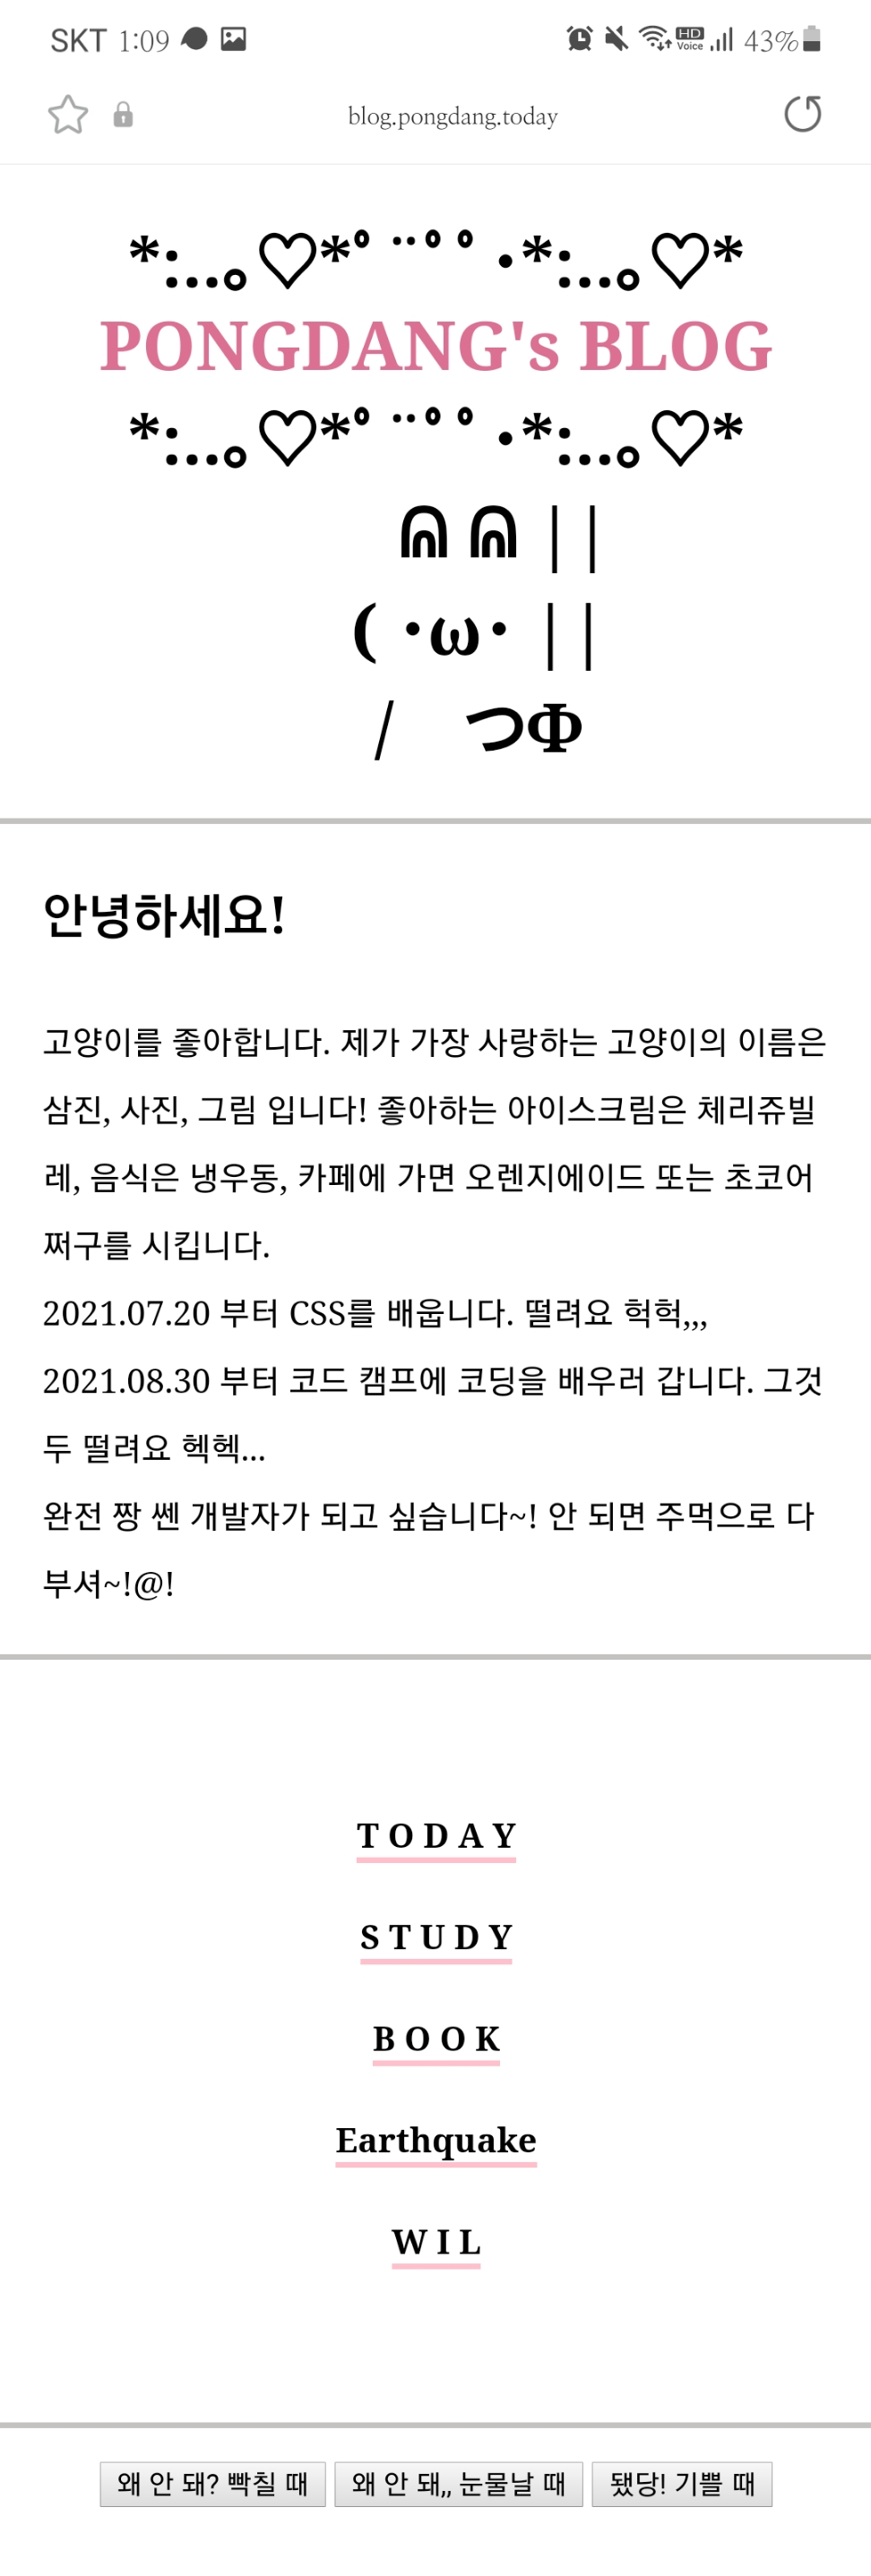 SKT 1:09 HD Voice 43%
blog.pongdang.today
*:..｡♡*ﾟ¨ﾟﾟ･*:..｡♡*
PONGDANG's BLOG
*:..｡♡*ﾟ¨ﾟﾟ･*:..｡♡*
⋒ ⋒ ||
( ･ω･ ||
/ つΦ
안녕하세요!
고양이를 좋아합니다. 제가 가장 사랑하는 고양이의 이름은
삼진, 사진, 그림 입니다! 좋아하는 아이스크림은 체리쥬빌
레, 음식은 냉우동, 카페에 가면 오렌지에이드 또는 초코어
쩌구를 시킵니다.
2021.07.20 부터 CSS를 배웁니다. 떨려요 헉헉,,,
2021.08.30 부터 코드 캠프에 코딩을 배우러 갑니다. 그것
두 떨려요 헥헥...
완전 짱 쎈 개발자가 되고 싶습니다~! 안 되면 주먹으로 다
부셔~!@!
T O D A Y
S T U D Y
B O O K
Earthquake
W I L
왜 안 돼? 빡칠 때 왜 안 돼,, 눈물날 때 됐당! 기쁠 때